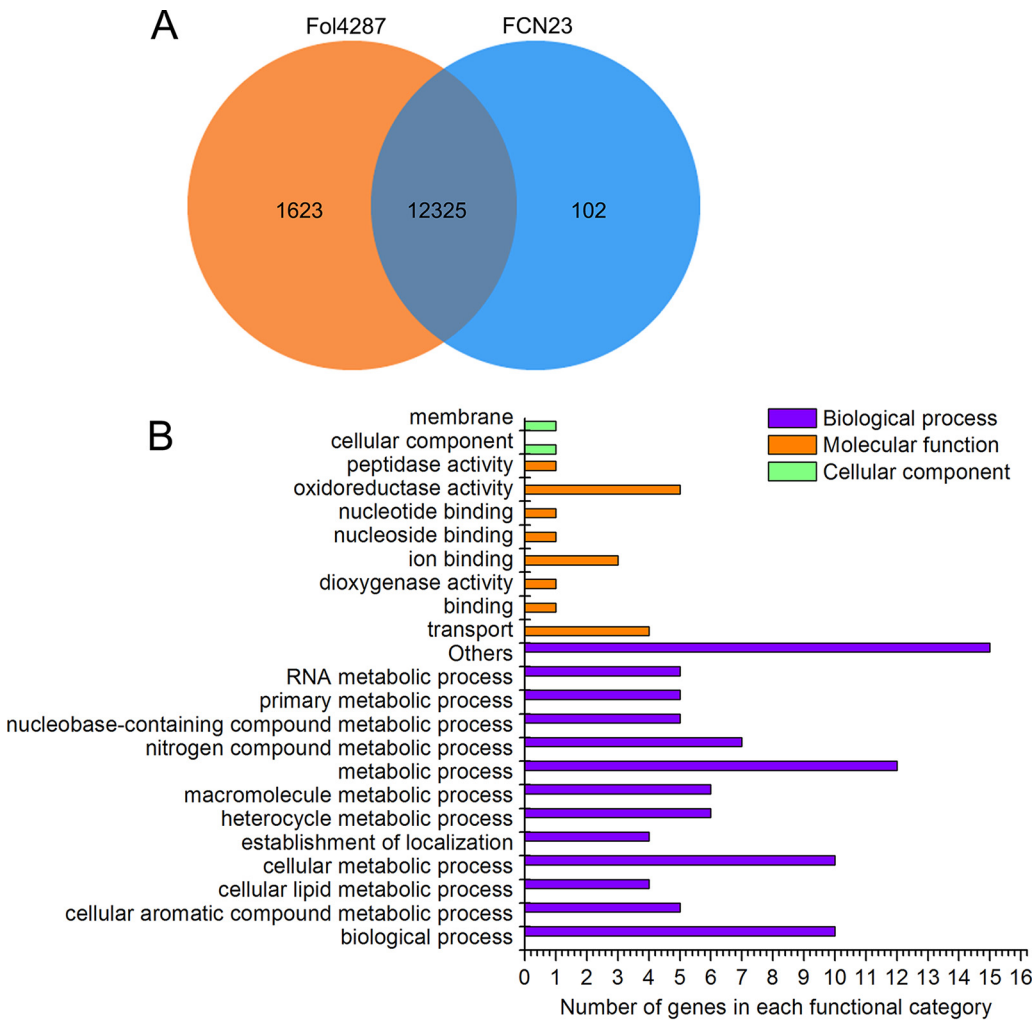 A
Fol4287
FCN23
1623
12325
102
B
membrane
cellular component
peptidase activity
oxidoreductase activity
nucleotide binding
nucleoside binding
ion binding
dioxygenase activity
binding
transport
Others
RNA metabolic process
primary metabolic process
nucleobase-containing compound metabolic process
nitrogen compound metabolic process
metabolic process
macromolecule metabolic process
heterocycle metabolic process
establishment of localization
cellular metabolic process
cellular lipid metabolic process
cellular aromatic compound metabolic process
biological process
Biological process
Molecular function
Cellular component
0 1 2 3 4 5 6 7 8 9 10 11 12 13 14 15 16
Number of genes in each functional category